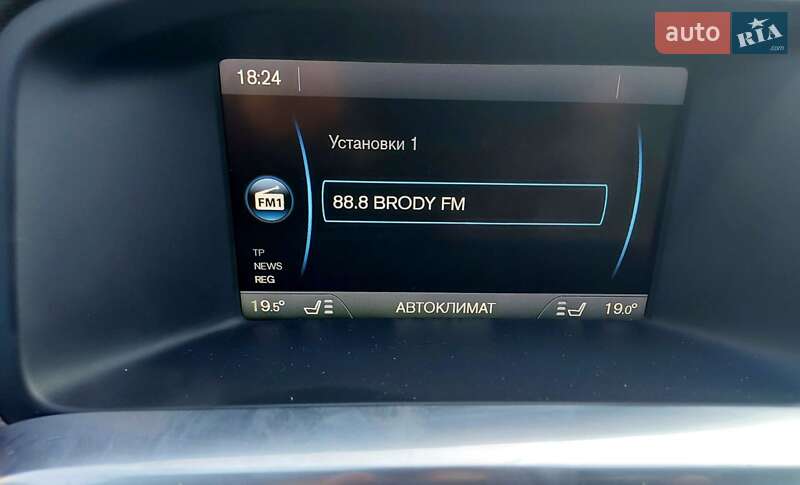 auto RIA
.com
18:24
Установки 1
FM1
88.8 BRODY FM
TP
NEWS
REG
19.5° АВТОКЛИМАТ 19.0°